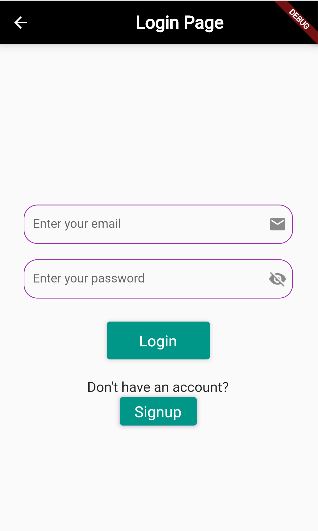 Login Page
DEBUG
Enter your email
Enter your password
Login
Don't have an account?
Signup